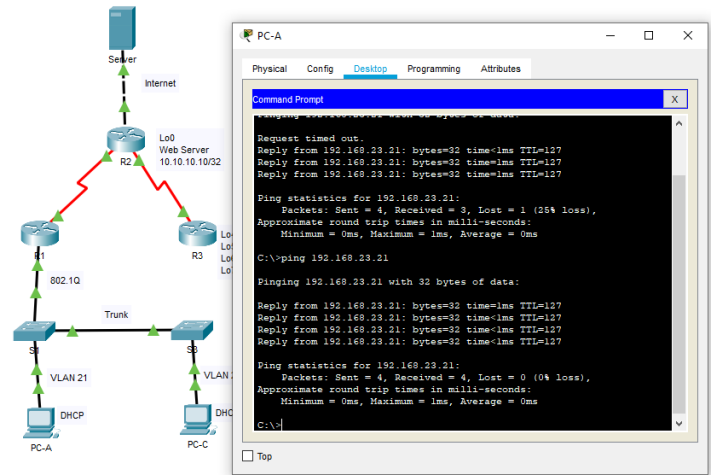 Server
Internet
R2
Lo0
Web Server
10.10.10.10/32
R1
R3
802.1Q
Trunk
S1
S3
VLAN 21
VLAN
DHCP
PC-A
PC-C
PC-A
Physical Config Desktop Programming Attributes
Command Prompt
X
Request timed out.
Reply from 192.168.23.21: bytes=32 time<1ms TTL=127
Reply from 192.168.23.21: bytes=32 time=1ms TTL=127
Reply from 192.168.23.21: bytes=32 time<1ms TTL=127
Ping statistics for 192.168.23.21:
Packets: Sent = 4, Received = 3, Lost = 1 (25% loss),
Approximate round trip times in milli-seconds:
Minimum = 0ms, Maximum = 1ms, Average = 0ms
C:\>ping 192.168.23.21
Pinging 192.168.23.21 with 32 bytes of data:
Reply from 192.168.23.21: bytes=32 time=1ms TTL=127
Reply from 192.168.23.21: bytes=32 time<1ms TTL=127
Reply from 192.168.23.21: bytes=32 time<1ms TTL=127
Reply from 192.168.23.21: bytes=32 time<1ms TTL=127
Ping statistics for 192.168.23.21:
Packets: Sent = 4, Received = 4, Lost = 0 (0% loss),
Approximate round trip times in milli-seconds:
Minimum = 0ms, Maximum = 1ms, Average = 0ms
C:\>
Top